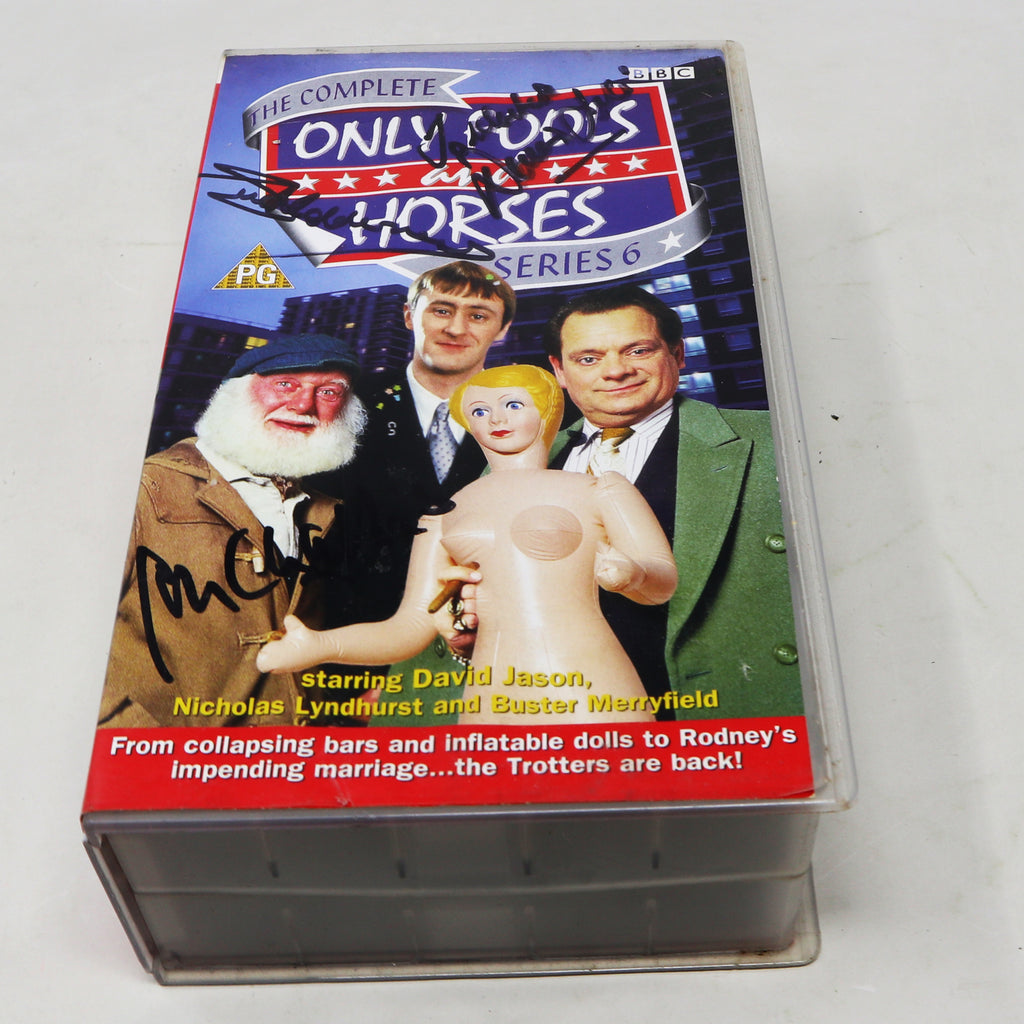 BBC
THE COMPLETE
ONLY FOOLS
and
HORSES
SERIES 6
PG
starring David Jason,
Nicholas Lyndhurst and Buster Merryfield
From collapsing bars and inflatable dolls to Rodney's
impending marriage...the Trotters are back!